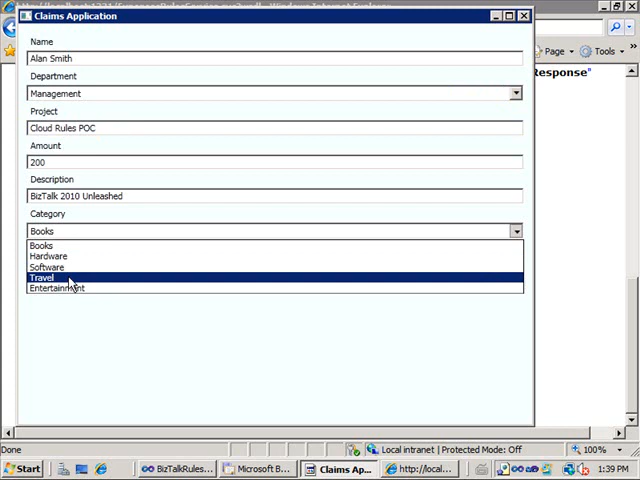 Claims Application
Name
Alan Smith
Department
Management
Project
Cloud Rules POC
Amount
200
Description
BizTalk 2010 Unleashed
Category
Books
Books
Hardware
Software
Travel
Entertainment
Page
Tools
Response"
Done
Local intranet | Protected Mode: Off
100%
Start
BizTalkRules...
Microsoft B...
Claims Ap...
http://local...
1:39 PM